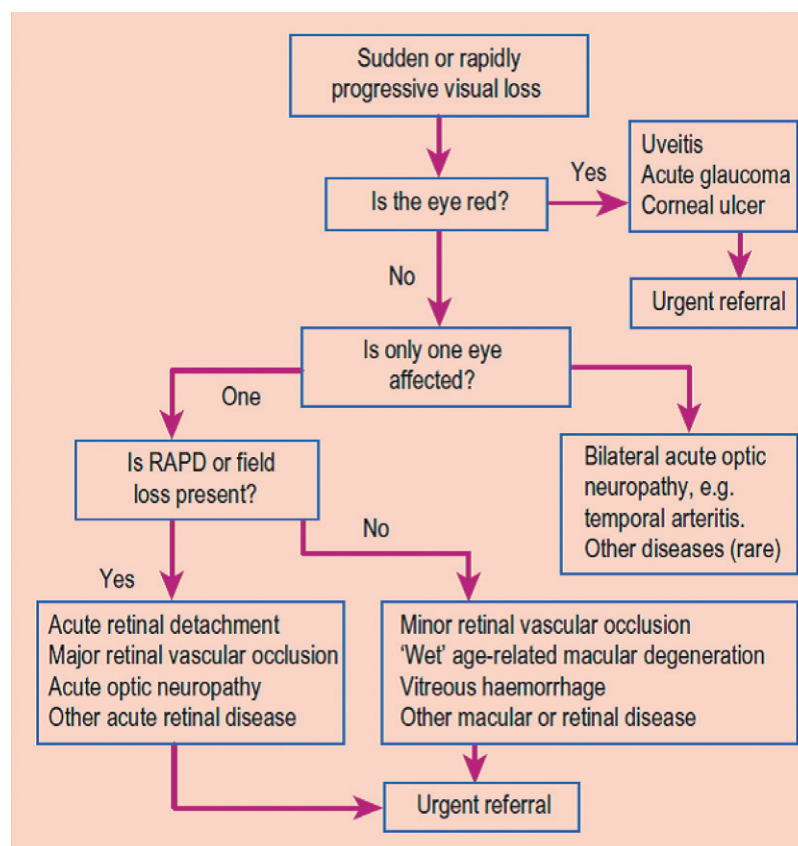 Sudden or rapidly
progressive visual loss
Is the eye red?
Yes
Uveitis
Acute glaucoma
Corneal ulcer
Urgent referral
No
Is only one eye
affected?
One
Is RAPD or field
loss present?
Bilateral acute optic
neuropathy, e.g.
temporal arteritis.
Other diseases (rare)
No
Yes
Acute retinal detachment
Major retinal vascular occlusion
Acute optic neuropathy
Other acute retinal disease
Minor retinal vascular occlusion
‘Wet’ age-related macular degeneration
Vitreous haemorrhage
Other macular or retinal disease
Urgent referral